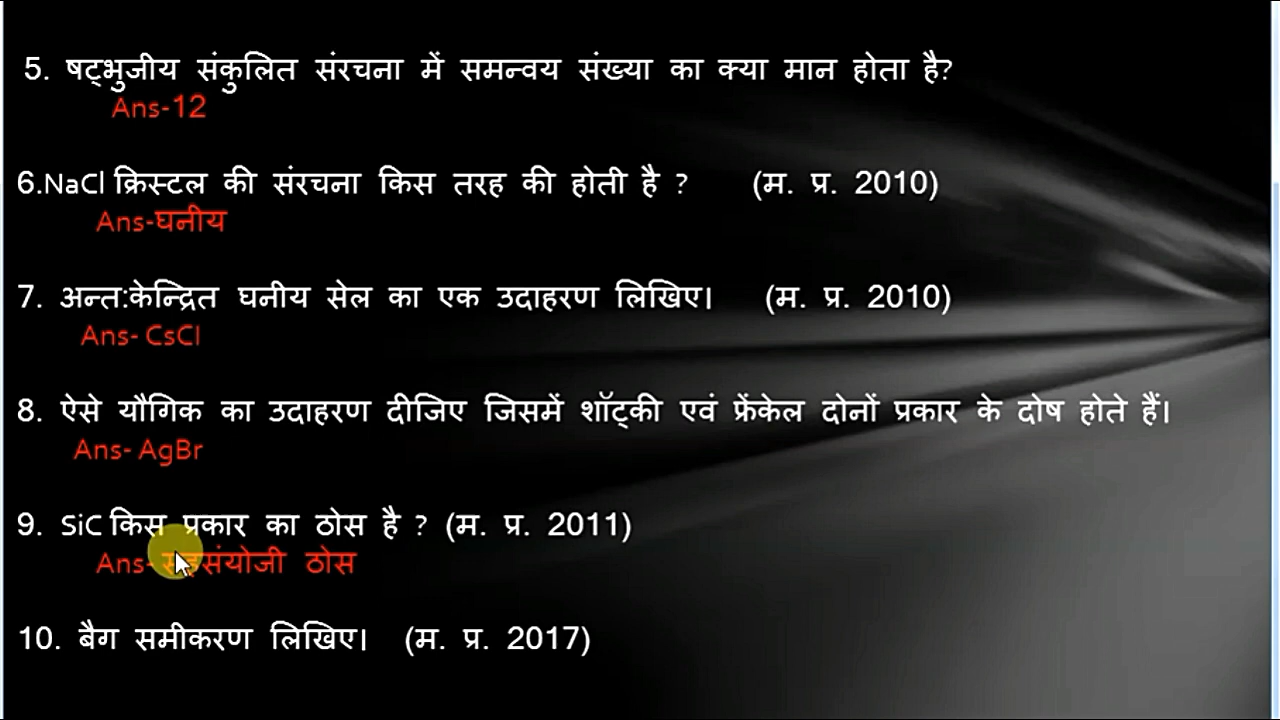 5. षट्भुजीय संकुलित संरचना में समन्वय संख्या का क्या मान होता है?
Ans-12
6.NaCl क्रिस्टल की संरचना किस तरह की होती है ? (म. प्र. 2010)
Ans-घनीय
7. अन्त:केन्द्रित घनीय सेल का एक उदाहरण लिखिए। (म. प्र. 2010)
Ans- CsCl
8. ऐसे यौगिक का उदाहरण दीजिए जिसमें शॉट्की एवं फ्रेंकेल दोनों प्रकार के दोष होते हैं।
Ans- AgBr
9. SiC किस प्रकार का ठोस है ? (म. प्र. 2011)
Ans- सहसंयोजी ठोस
10. बैग समीकरण लिखिए। (म. प्र. 2017)